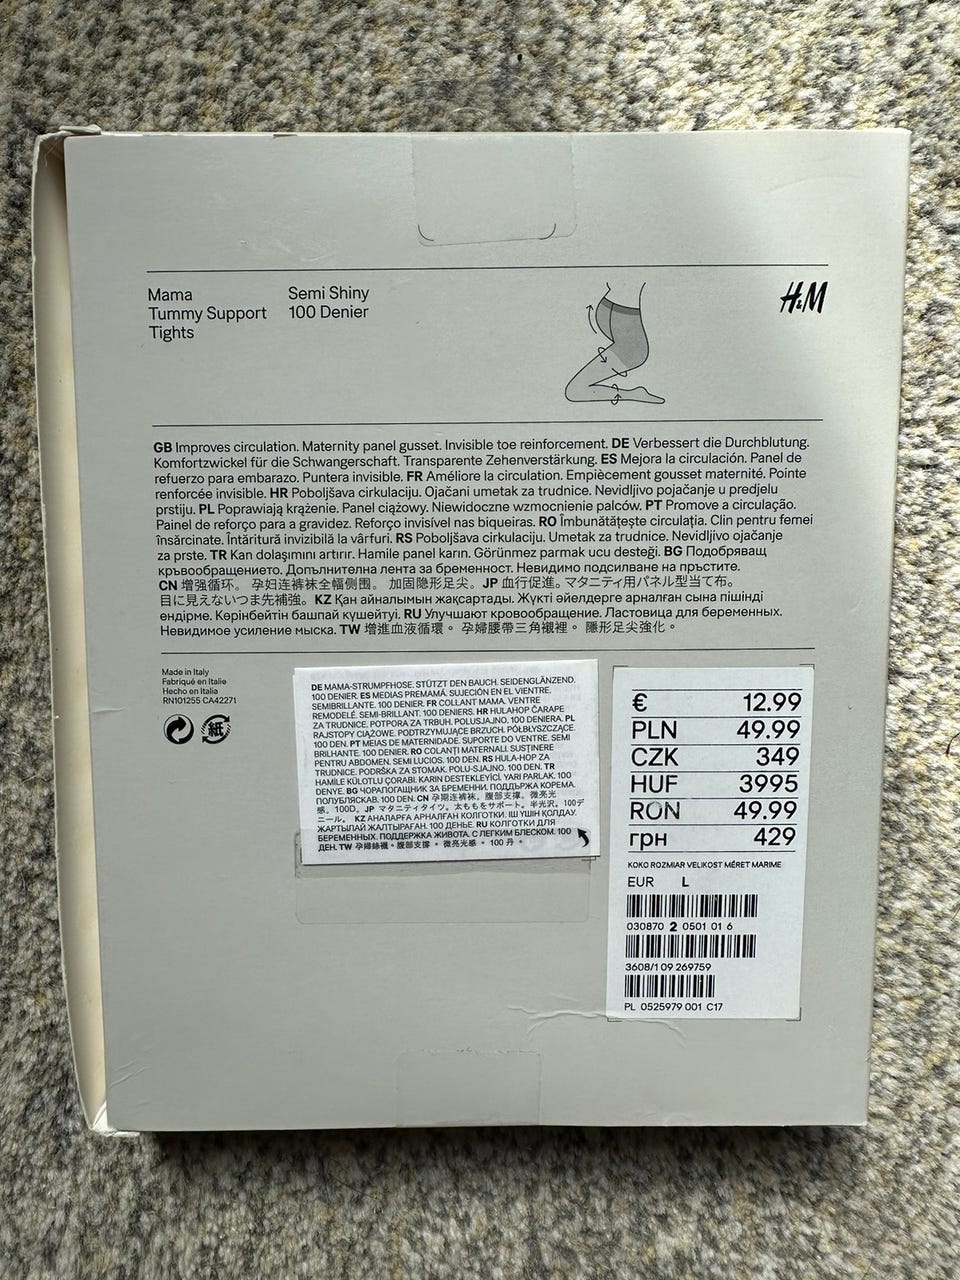 Mama
Tummy Support
Tights
Semi Shiny
100 Denier
H&M
GB Improves circulation. Maternity panel gusset. Invisible toe reinforcement. DE Verbessert die Durchblutung.
Komfortzwickel für die Schwangerschaft. Transparente Zehenverstärkung. ES Mejora la circulación. Panel de
refuerzo para embarazo. Puntera invisible. FR Améliore la circulation. Empiècement gousset maternité. Pointe
renforcée invisible. HR Poboljšava cirkulaciju. Ojačani umetak za trudnice. Nevidljivo pojačanje u predjelu
prstiju. PL Poprawiają krążenie. Panel ciążowy. Niewidoczne wzmocnienie palców. PT Promove a circulação.
Painel de reforço para a gravidez. Reforço invisível nas biqueiras. RO Îmbunătățește circulația. Clin pentru femei
însărcinate. Întăritură invizibilă la vârfuri. RS Poboljšava cirkulaciju. Umetak za trudnice. Nevidljivo ojačanje
za prste. TR Kan dolaşımını artırır. Hamile panel karın. Görünmez parmak ucu desteği. BG Подобряващ
кръвообращението. Допълнителна лента за бременност. Невидимо подсилване на пръстите.
CN 增强循环。 孕妇连裤袜全幅侧围。 加固隐形足尖。JP 血行促進。マタニティ用パネル型当て布。
目に見えないつま先補強。KZ Қан айналымын жақсартады. Жүкті әйелдерге арналған сына пішінді
ендірме. Көрінбейтін башпай күшейтуі. RU Улучшают кровообращение. Ластовица для беременных.
Невидимое усиление мыска. TW 增進血液循環。孕婦腰帶三角襯裡。隱形足尖強化。
Made in Italy
Fabriqué en Italie
Hecho en Italia
RN101255 CA42271
紙
DE MAMA-STRUMPFHOSE. STÜTZT DEN BAUCH. SEIDENGLÄNZEND.
100 DENIER. ES MEDIAS PREMAMÁ. SUJECIÓN EN EL VIENTRE.
SEMIBRILLANTE. 100 DENIER. FR COLLANT MAMA. VENTRE
REMODELÉ. SEMI-BRILLANT. 100 DENIERS. HR HULAHOP ČARAPE
ZA TRUDNICE. POTPORA ZA TRBUH. POLUSJAJNO. 100 DENIERA. PL
RAJSTOPY CIĄŻOWE. PODTRZYMUJĄCE BRZUCH. PÓŁBŁYSZCZĄCE.
100 DEN. PT MEIAS DE MATERNIDADE. SUPORTE DO VENTRE. SEMI
BRILHANTE. 100 DENIER. RO COLANȚI MATERNALI. SUSȚINERE
PENTRU ABDOMEN. SEMI LUCIOS. 100 DEN. RS HULA-HOP ZA
TRUDNICE. PODRŠKA ZA STOMAK. POLU-SJAJNO. 100 DEN. TR
HAMİLE KÜLOTLU ÇORABI. KARIN DESTEKLEYİCİ. YARI PARLAK. 100
DENYE. BG ЧОРАПОГАЩНИК ЗА БРЕМЕННИ. ПОДДРЪЖКА КОРЕМА.
ПОЛУБЛЯСКАВ. 100 DEN. CN 孕期连裤袜。腹部支撑。微亮光
感。100D。JP マタニティタイツ。太ももをサポート。半光沢。100デ
ニール。 KZ АНАЛАРҒА АРНАЛҒАН КОЛГОТКИ. ІШ ҮШІН ҚОЛДАУ.
ЖАРТЫЛАЙ ЖАЛТЫРАҒАН. 100 ДЕНЬЕ. RU КОЛГОТКИ ДЛЯ
БЕРЕМЕННЫХ. ПОДДЕРЖКА ЖИВОТА. С ЛЕГКИМ БЛЕСКОМ. 100
ДЕН. TW 孕婦絲襪。腹部支撐。微亮光感。100 丹。
€ 12.99
PLN 49.99
CZK 349
HUF 3995
RON 49.99
грн 429
KOKO ROZMIAR VELIKOST MÉRET MARIME
EUR L
030870 2 0501 01 6
3608/1 09 269759
PL 0525979 001 C17